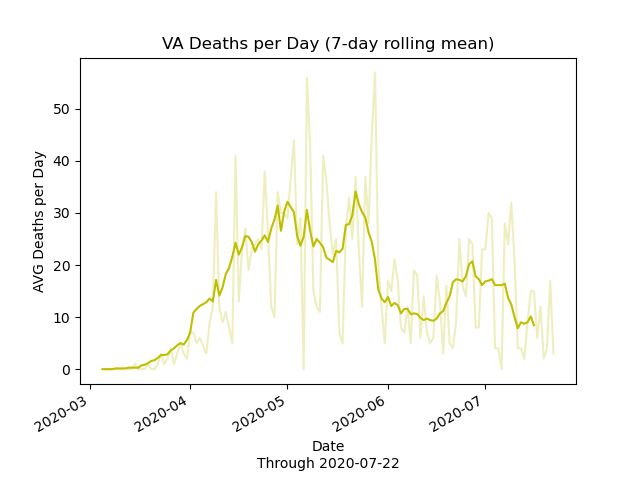 VA Deaths per Day (7-day rolling mean)
AVG Deaths per Day
50
40
30
20
10
0
2020-03
2020-04
2020-05
2020-06
2020-07
Date
Through 2020-07-22